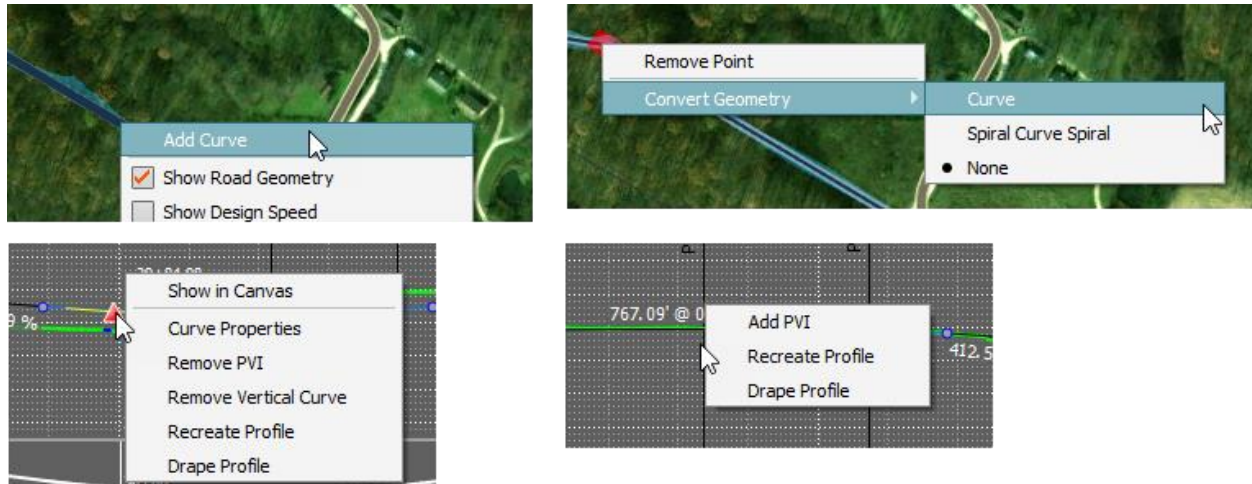 Add Curve
Show Road Geometry
Show Design Speed
Remove Point
Convert Geometry
Curve
Spiral Curve Spiral
None
9 %
Show in Canvas
Curve Properties
Remove PVI
Remove Vertical Curve
Recreate Profile
Drape Profile
P
P
767.09' @ 0
412.5
Add PVI
Recreate Profile
Drape Profile